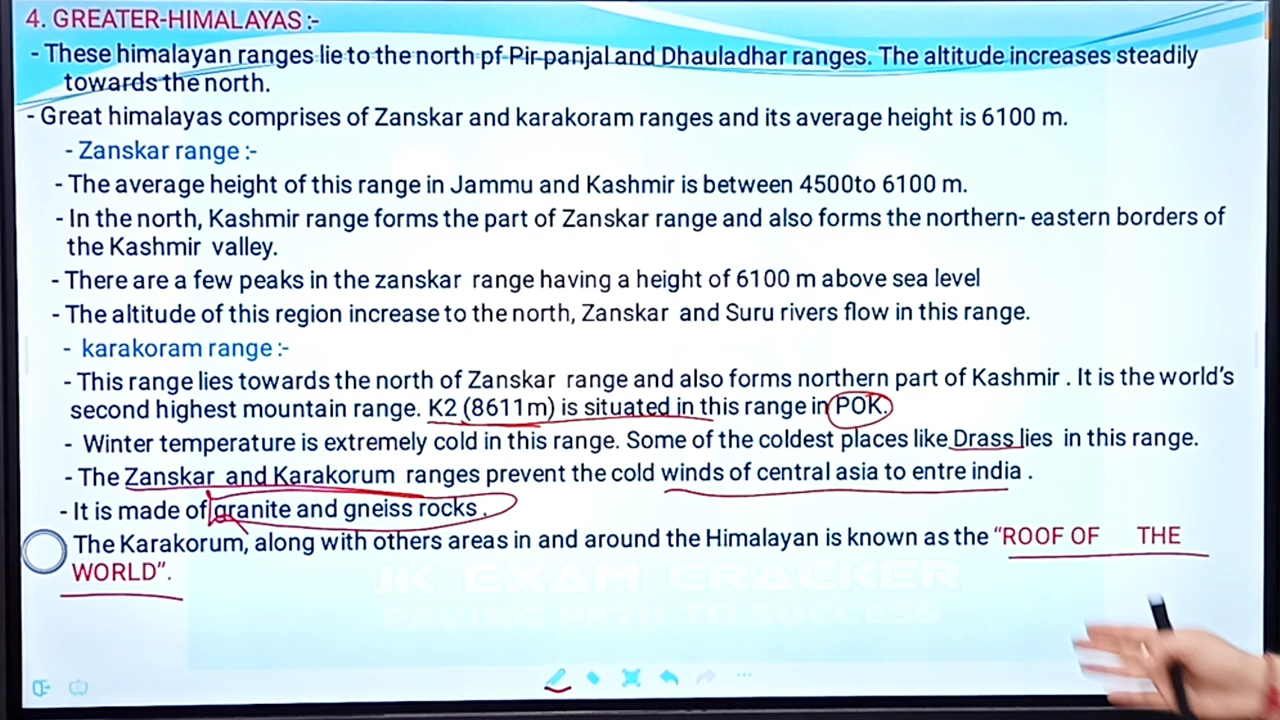 4. GREATER-HIMALAYAS :-
- These himalayan ranges lie to the north pf Pir-panjal and Dhauladhar ranges. The altitude increases steadily
towards the north.
- Great himalayas comprises of Zanskar and karakoram ranges and its average height is 6100 m.
- Zanskar range :-
- The average height of this range in Jammu and Kashmir is between 4500to 6100 m.
- In the north, Kashmir range forms the part of Zanskar range and also forms the northern- eastern borders of
the Kashmir valley.
- There are a few peaks in the zanskar range having a height of 6100 m above sea level
- The altitude of this region increase to the north, Zanskar and Suru rivers flow in this range.
- karakoram range :-
- This range lies towards the north of Zanskar range and also forms northern part of Kashmir . It is the world's
second highest mountain range. K2 (8611m) is situated in this range in POK.
- Winter temperature is extremely cold in this range. Some of the coldest places like Drass lies in this range.
- The Zanskar and Karakorum ranges prevent the cold winds of central asia to entre india .
- It is made of granite and gneiss rocks .
The Karakorum, along with others areas in and around the Himalayan is known as the “ROOF OF THE
WORLD”.
JK EXAM CRACKER
PAVING PATH TO SUCCESS